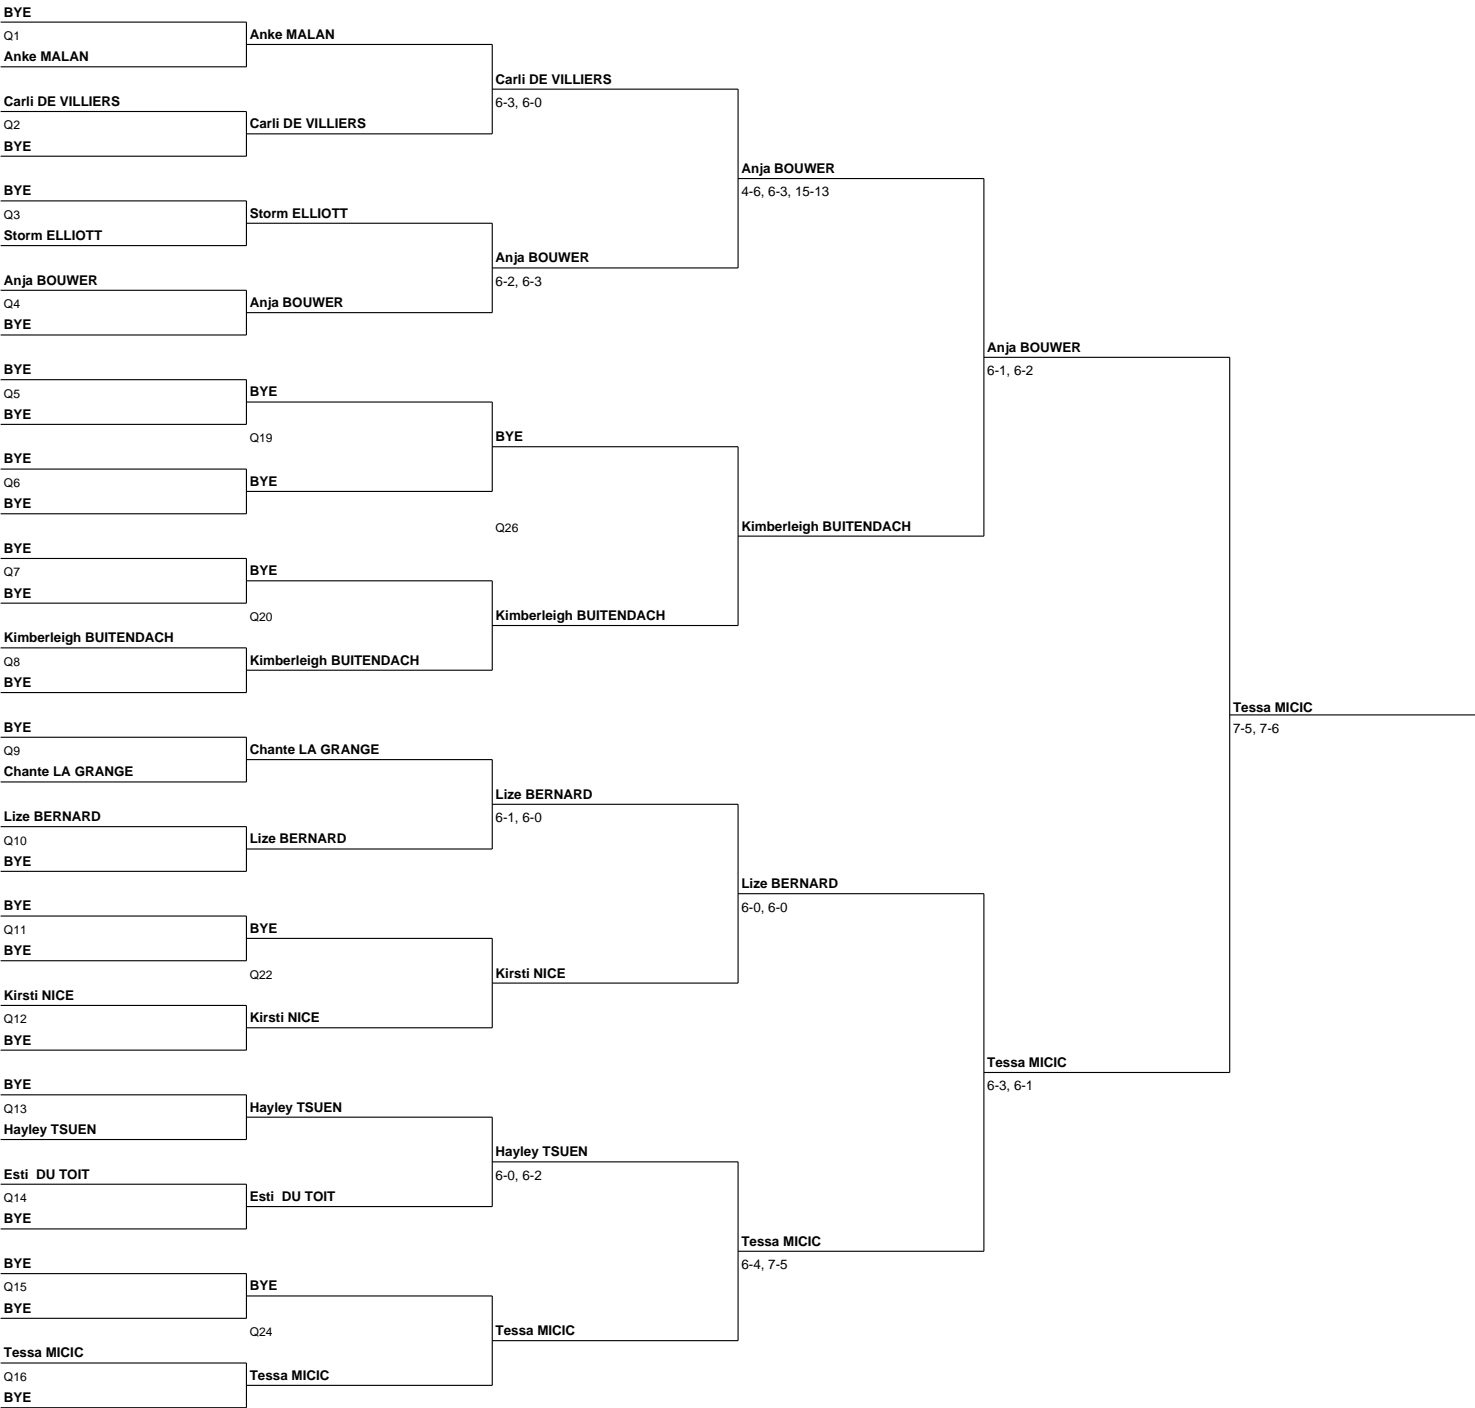 BYE
Q1
Anke MALAN
Anke MALAN
Carli DE VILLIERS
6-3, 6-0
Carli DE VILLIERS
Q2
BYE
Carli DE VILLIERS
Anja BOUWER
4-6, 6-3, 15-13
BYE
Q3
Storm ELLIOTT
Storm ELLIOTT
Anja BOUWER
6-2, 6-3
Anja BOUWER
Q4
BYE
Anja BOUWER
Anja BOUWER
6-1, 6-2
BYE
Q5
BYE
BYE
Q19
BYE
BYE
Q6
BYE
BYE
Q26
Kimberleigh BUITENDACH
BYE
Q7
BYE
BYE
Q20
Kimberleigh BUITENDACH
Kimberleigh BUITENDACH
Q8
BYE
Kimberleigh BUITENDACH
Tessa MICIC
7-5, 7-6
BYE
Q9
Chante LA GRANGE
Chante LA GRANGE
Lize BERNARD
6-1, 6-0
Lize BERNARD
Q10
BYE
Lize BERNARD
Lize BERNARD
6-0, 6-0
BYE
Q11
BYE
BYE
Q22
Kirsti NICE
Kirsti NICE
Q12
BYE
Kirsti NICE
Tessa MICIC
6-3, 6-1
BYE
Q13
Hayley TSUEN
Hayley TSUEN
Hayley TSUEN
6-0, 6-2
Esti  DU TOIT
Q14
BYE
Esti  DU TOIT
Tessa MICIC
6-4, 7-5
BYE
Q15
BYE
BYE
Q24
Tessa MICIC
Tessa MICIC
Q16
BYE
Tessa MICIC